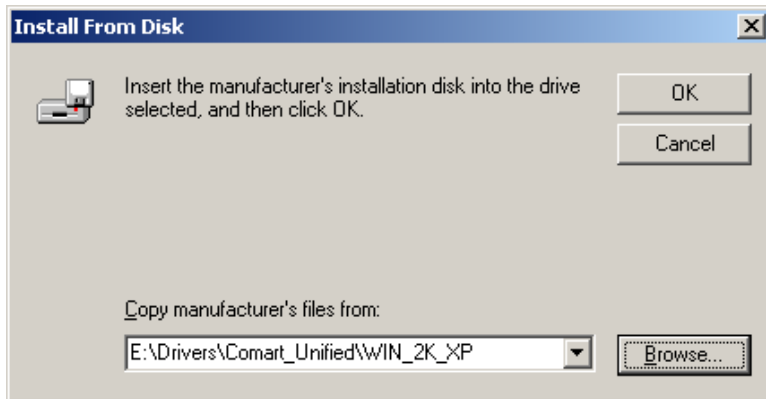 Install From Disk
Insert the manufacturer's installation disk into the drive
selected, and then click OK.
OK
Cancel
Copy manufacturer's files from:
E:\Drivers\Comart_Unified\WIN_2K_XP
Browse...